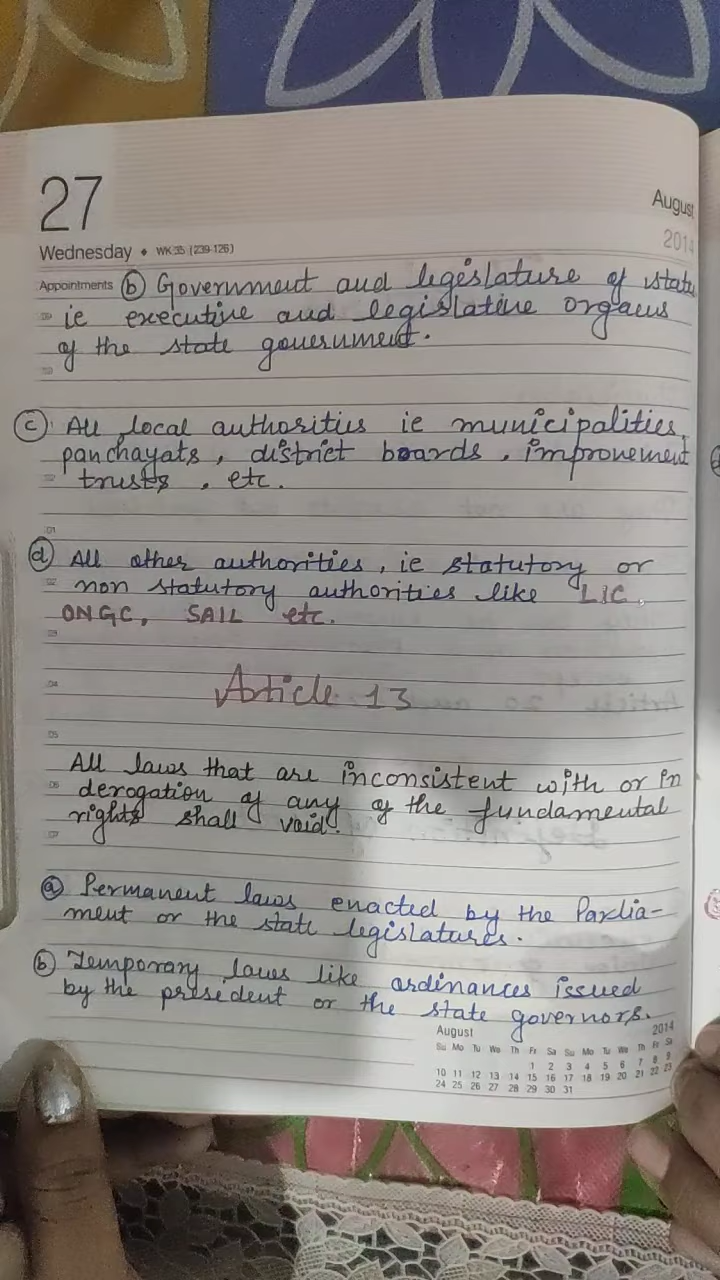 27
August
2014
Wednesday • WK 35 (239-126)
Appointments
ⓑ Government and legislature of state
ie executive and legislative organs
of the state government.
ⓒ All local authorities ie municipalities,
panchayats, district boards, improvement
trusts, etc.
ⓓ All other authorities, ie statutory or
non statutory authorities like LIC,
ONGC, SAIL etc.
Article 13
All laws that are inconsistent with or in
derogation of any of the fundamental
rights shall void.
ⓐ Permanent laws enacted by the Parlia-
ment or the state legislatures.
ⓑ Temporary laws like ordinances issued
by the president or the state governors.
August 2014
Su Mo Tu We Th Fr Sa Su Mo Tu We Th Fr Sa
1 2 3 4 5 6 7 8 9
10 11 12 13 14 15 16 17 18 19 20 21 22 23
24 25 26 27 28 29 30 31